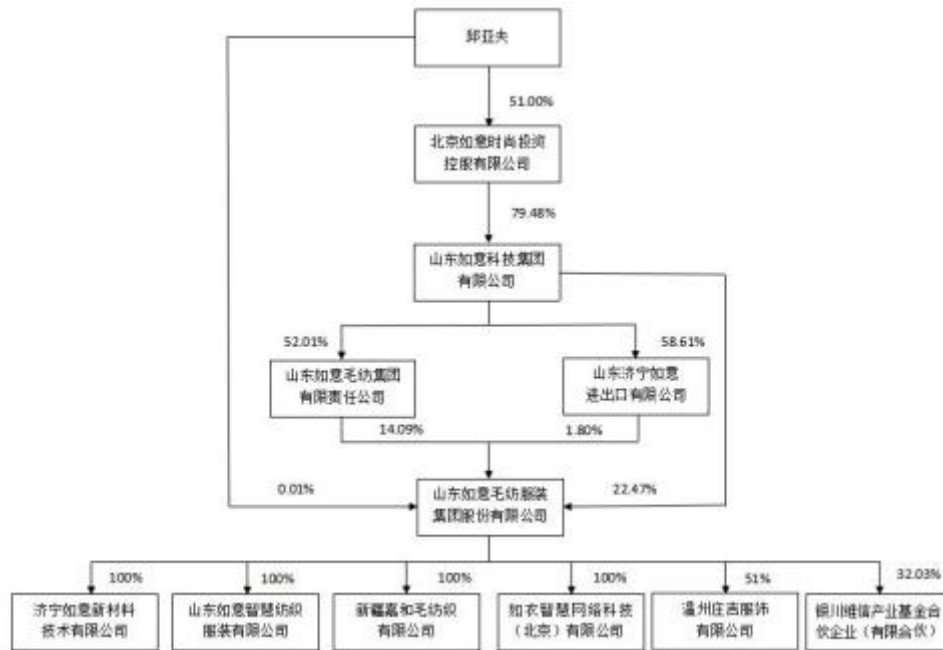 邱亚夫
51.00%
北京如意时尚投资
控股有限公司
79.48%
山东如意科技集团
有限公司
52.01%
58.61%
山东如意毛纺集团
有限责任公司
山东济宁如意
进出口有限公司
14.09%
1.80%
0.01%
山东如意毛纺服装
集团股份有限公司
22.47%
100%
100%
100%
100%
51%
32.03%
济宁如意新材料
技术有限公司
山东如意智慧纺织
服装有限公司
新疆嘉和毛纺织
有限公司
如衣智慧网络科技
（北京）有限公司
温州庄吉服饰
有限公司
银川维信产业基金合
伙企业（有限合伙）